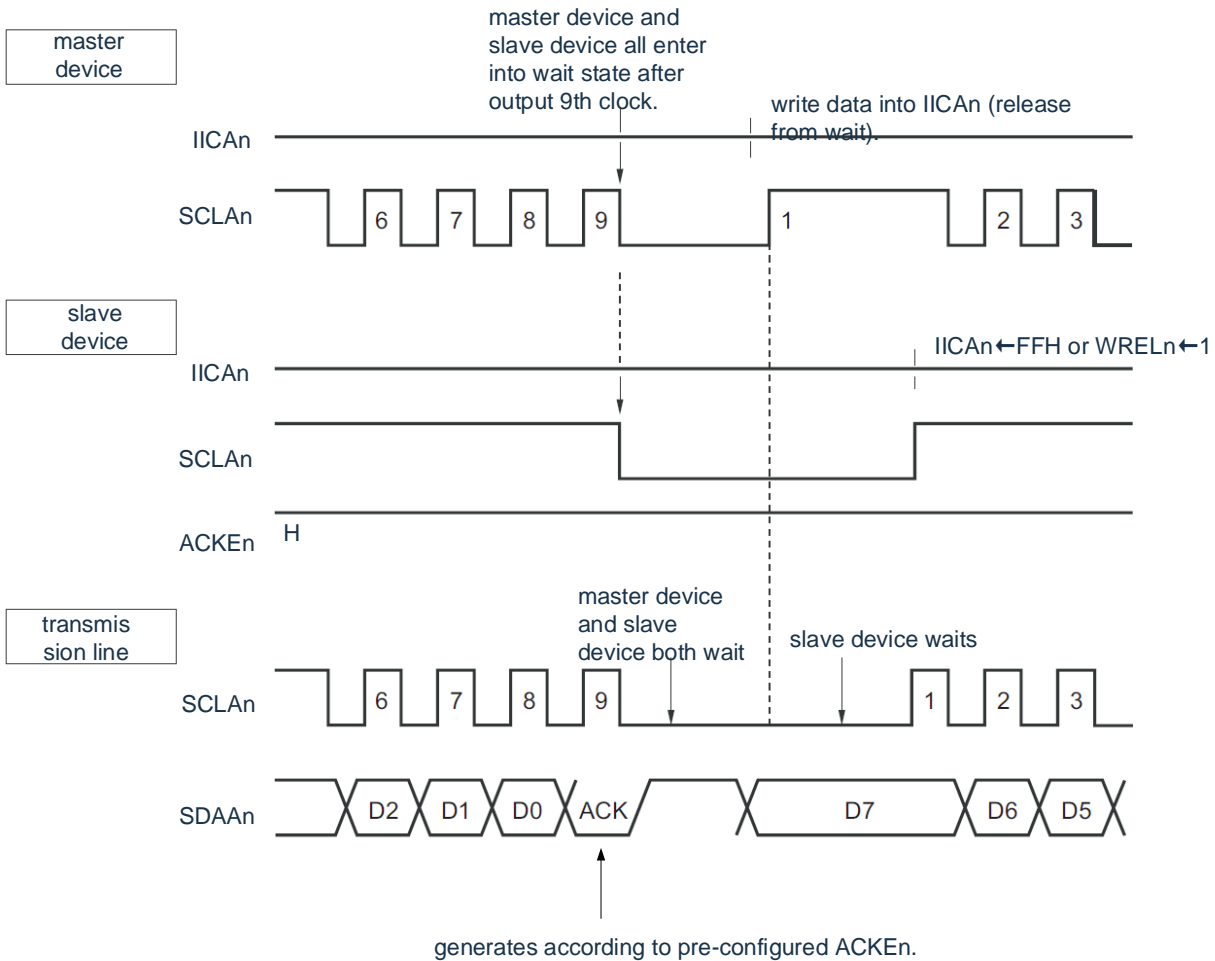 master device and
slave device all enter
into wait state after
output 9th clock.
master
device
write data into IICAn (release
from wait).
IICAn
SCLAn
6
7
8
9
1
2
3
slave
device
IICAn←FFH or WRELn←1
IICAn
SCLAn
H
ACKEn
master device
and slave
device both wait
transmis
sion line
slave device waits
SCLAn
6
7
8
9
1
2
3
SDAAn
D2
D1
D0
ACK
D7
D6
D5
generates according to pre-configured ACKEn.